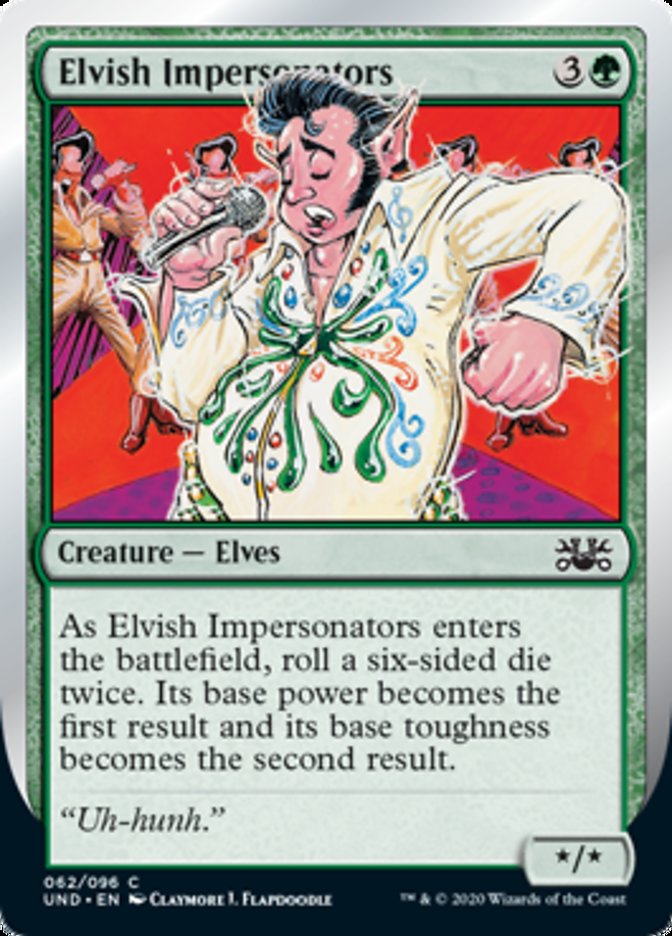 Elvish Impersonators 3
Creature — Elves
As Elvish Impersonators enters
the battlefield, roll a six-sided die
twice. Its base power becomes the
first result and its base toughness
becomes the second result.
“Uh-hunh.”
★/★
062/096 C
UND • EN Claymore J. Flapdoodle
™ & © 2020 Wizards of the Coast